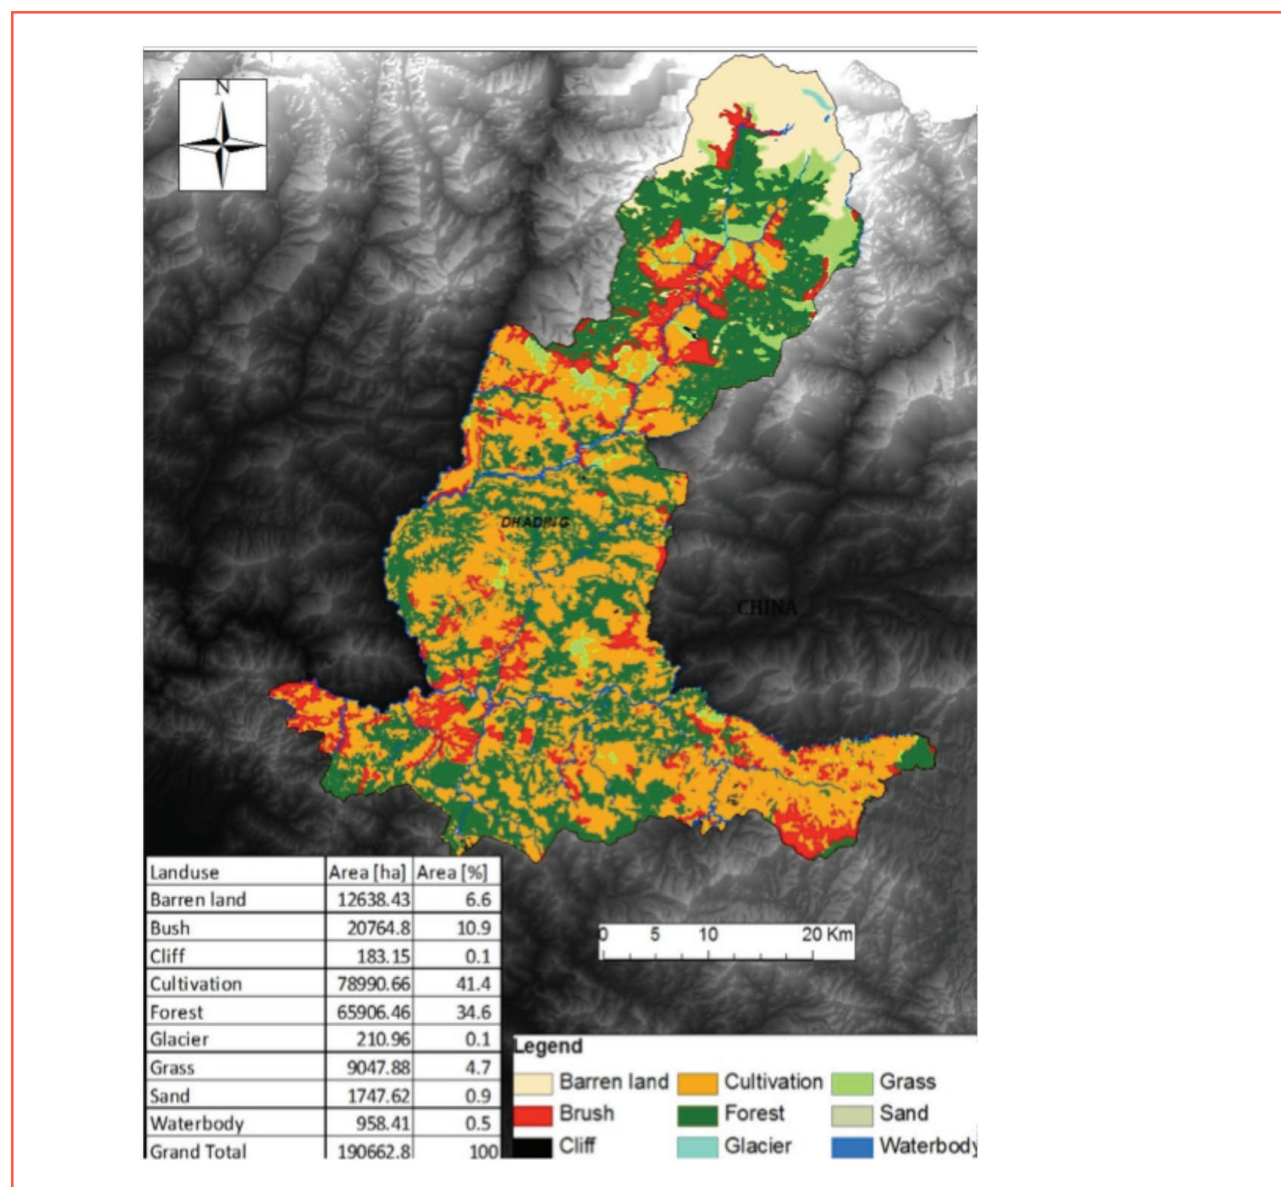 N
DHADING
CHINA
Landuse Area [ha] Area [%]
Barren land 12638.43 6.6
Bush 20764.8 10.9
Cliff 183.15 0.1
Cultivation 78990.66 41.4
Forest 65906.46 34.6
Glacier 210.96 0.1
Grass 9047.88 4.7
Sand 1747.62 0.9
Waterbody 958.41 0.5
Grand Total 190662.8 100
0 5 10 20 Km
Legend
Barren land Cultivation Grass
Brush Forest Sand
Cliff Glacier Waterbody